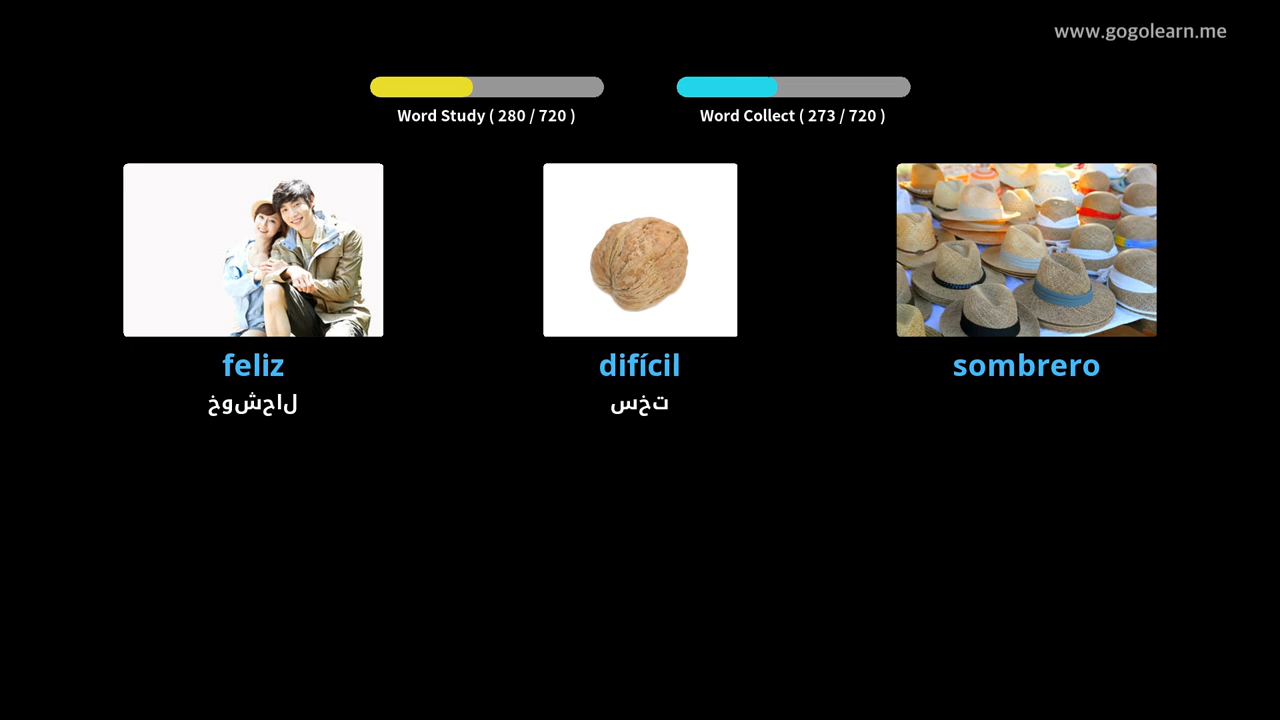 www.gogolearn.me
Word Study ( 280 / 720 )
Word Collect ( 273 / 720 )
feliz
difícil
sombrero
خوشحال
سخت